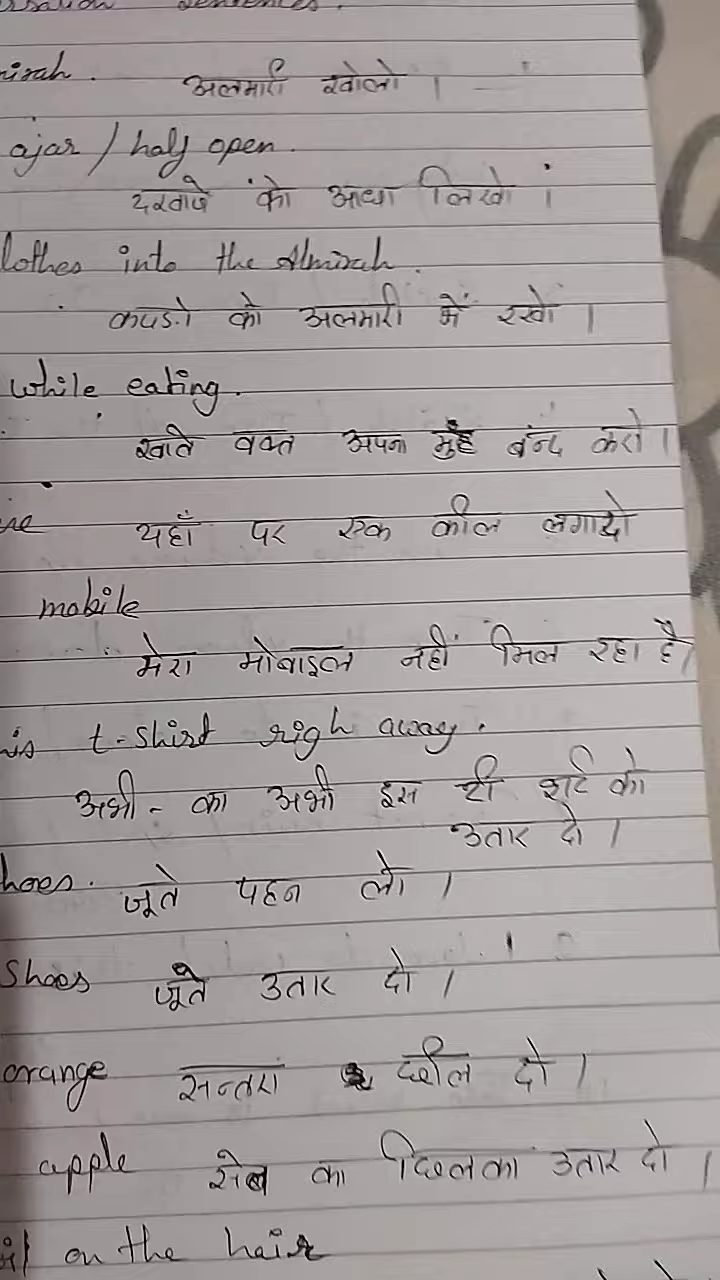 sentences.
अलमारी खोलो ।
ajar / half open.
दरवाजे को आधा लिखो ।
lothes into the Almirah.
कपडो को अलमारी में रखो ।
while eating.
खाते वक्त अपना मुहँ बन्द करो ।
यहाँ पर एक कील लगादो
mobile
मेरा मोबाइल नहीं मिल रहा है।
is t-shirt righ away.
अभी - का अभी इस टी शर्ट को
उतार दो ।
hoes. जूते पहन लो ।
shoes जूते उतार दो ।
orange सन्तरा छील दो ।
apple सेब का छिलका उतार दो ।
on the hair